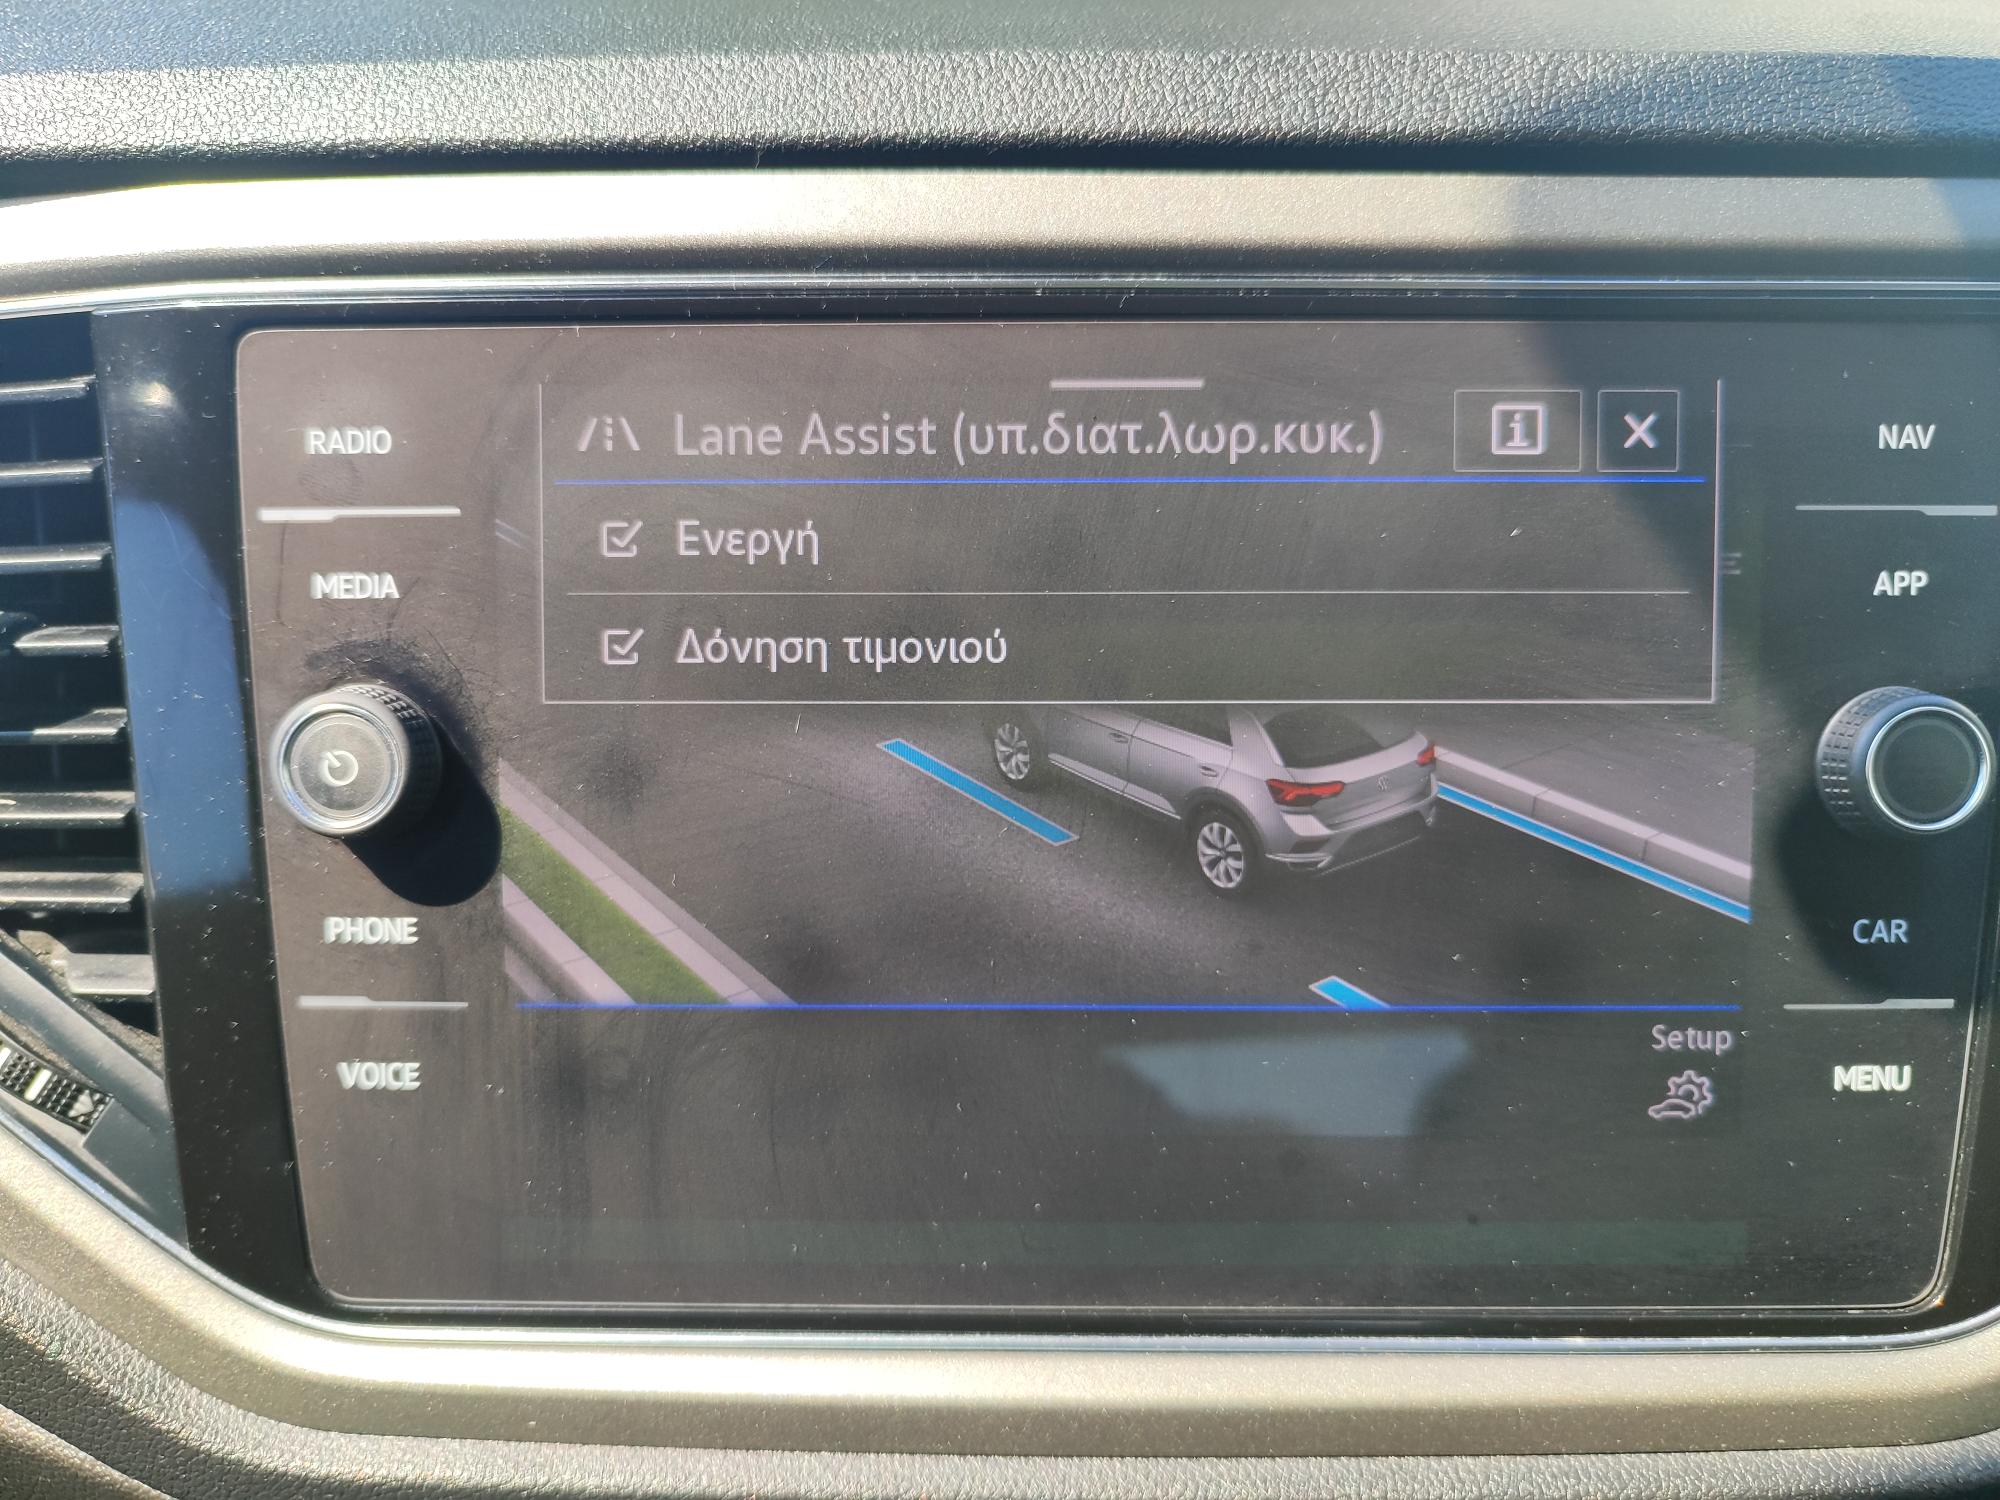 RADIO
MEDIA
PHONE
VOICE
Lane Assist (υπ.διατ.λωρ.κυκ.)
Ενεργή
Δόνηση τιμονιού
Setup
NAV
APP
CAR
MENU